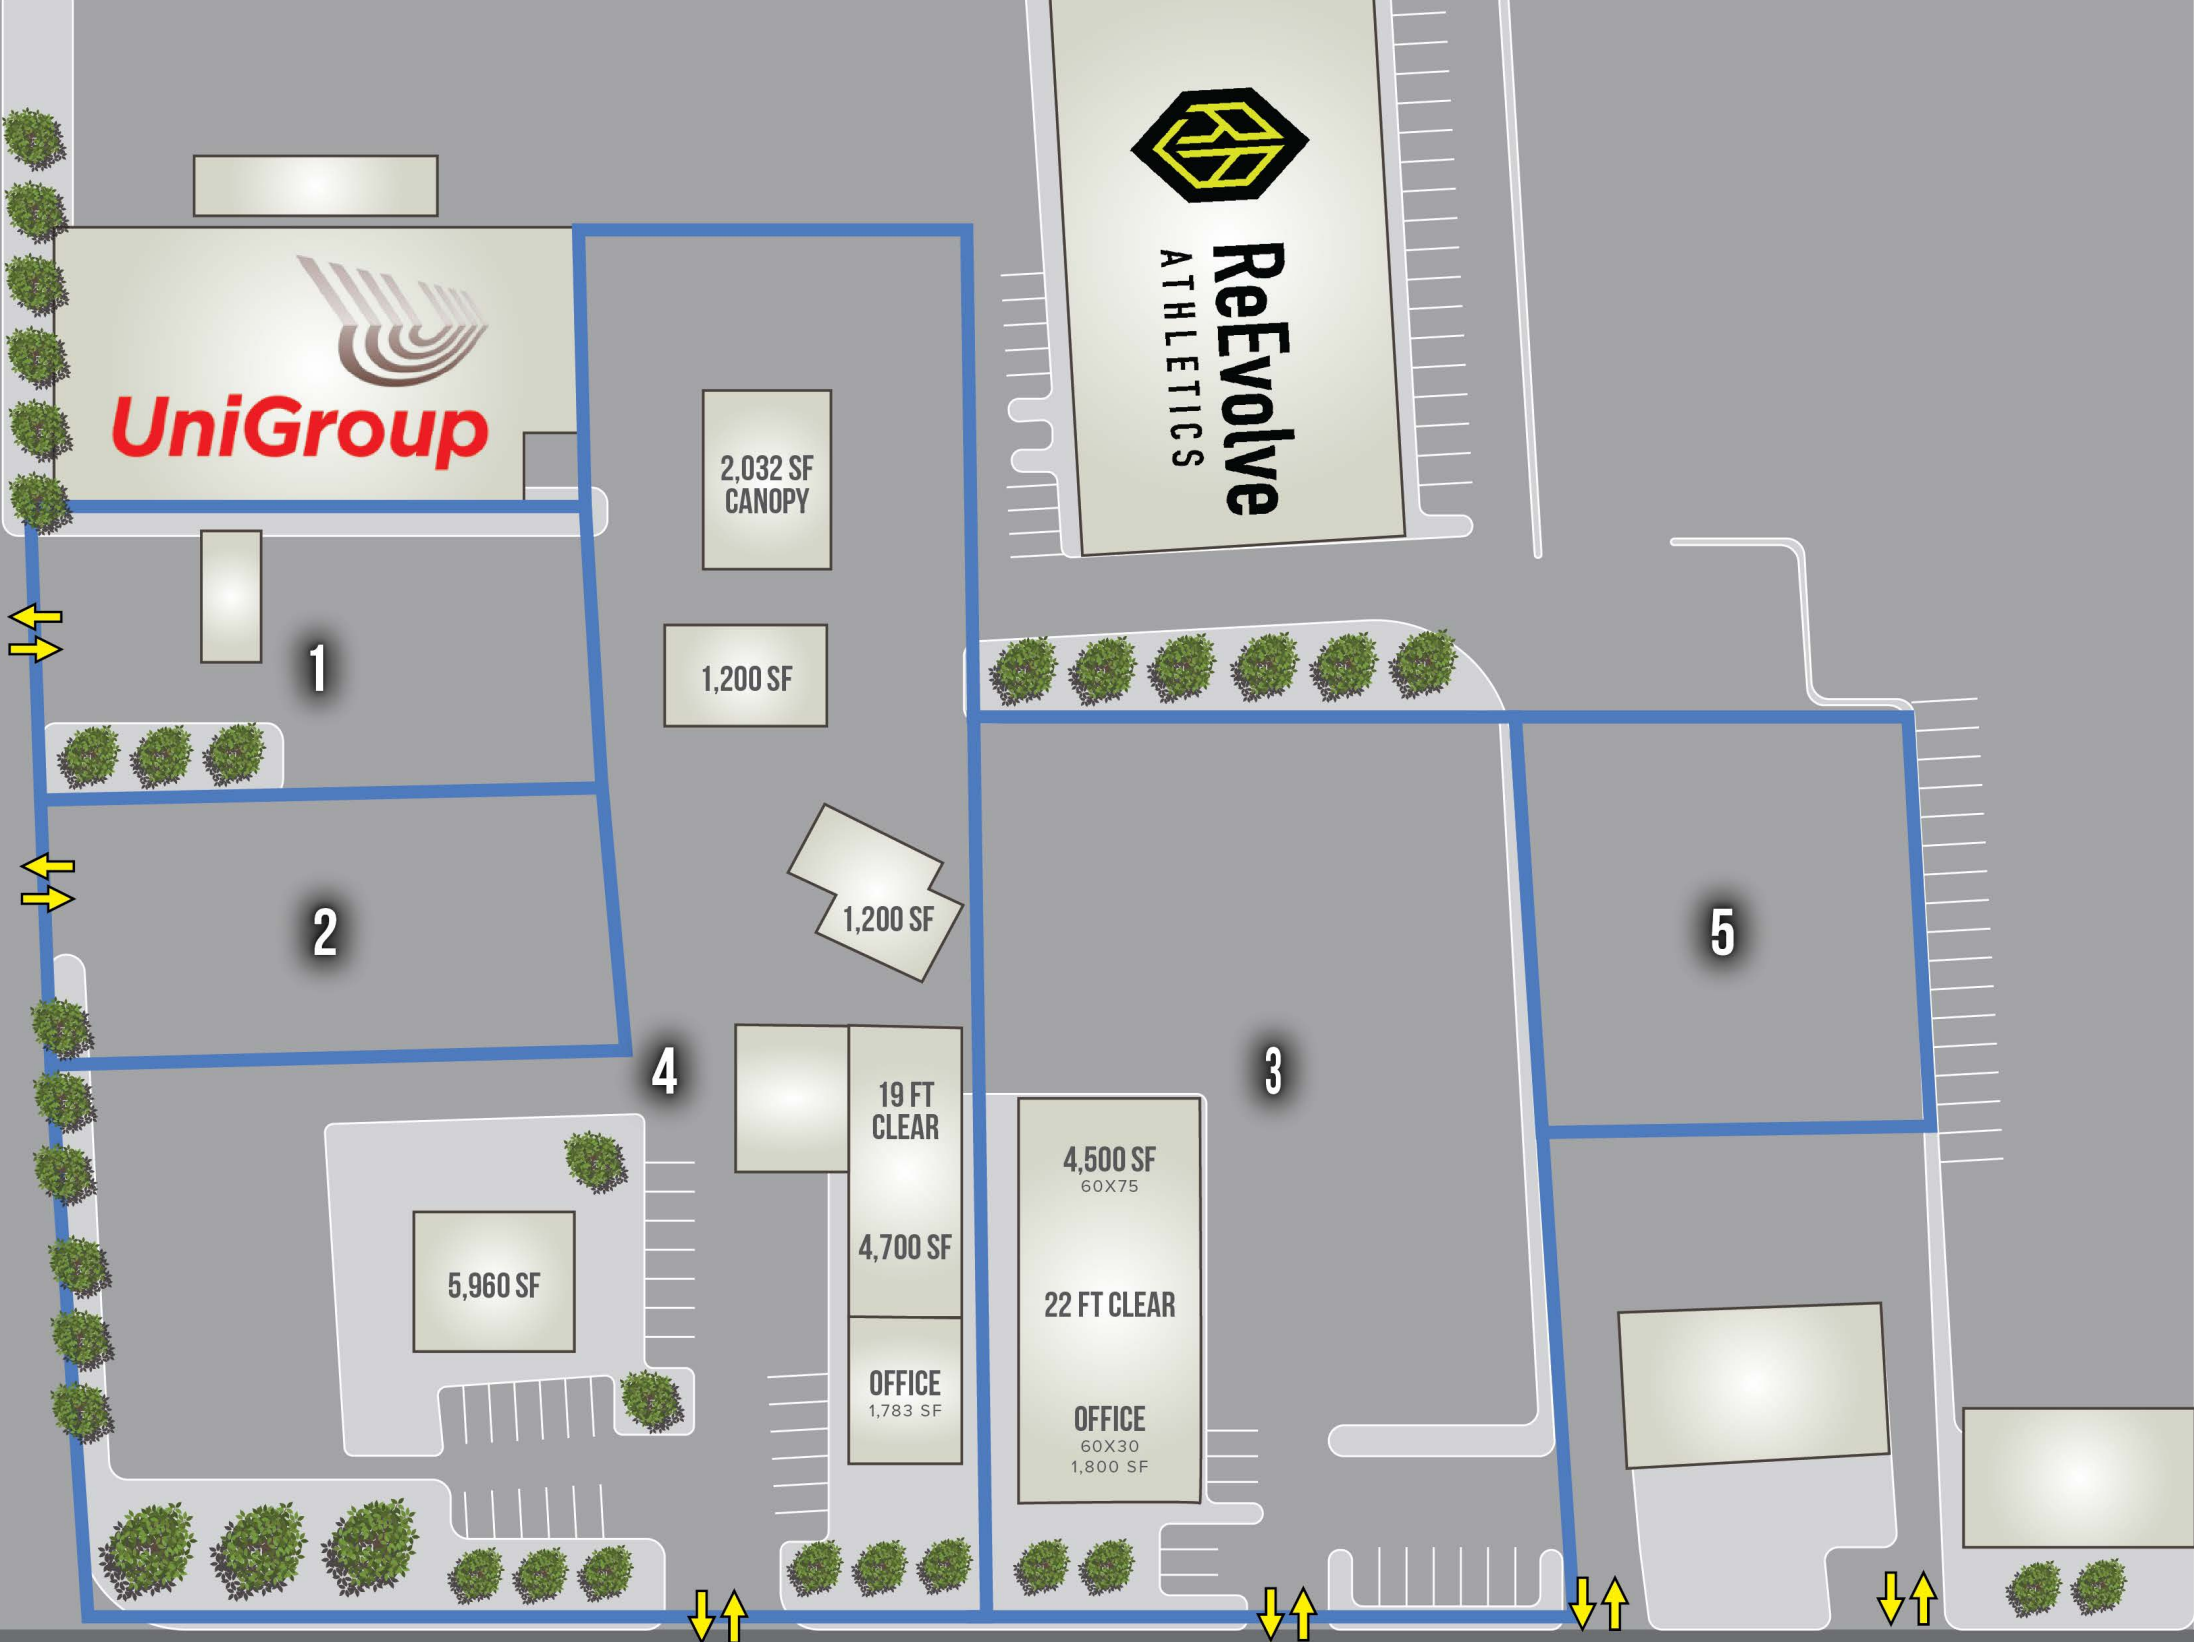 UniGroup
ReEvolve
ATHLETICS
2,032 SF
CANOPY
1
1,200 SF
2
1,200 SF
5
4
3
19 FT
CLEAR
4,700 SF
OFFICE
1,783 SF
4,500 SF
60X75
22 FT CLEAR
OFFICE
60X30
1,800 SF
5,960 SF